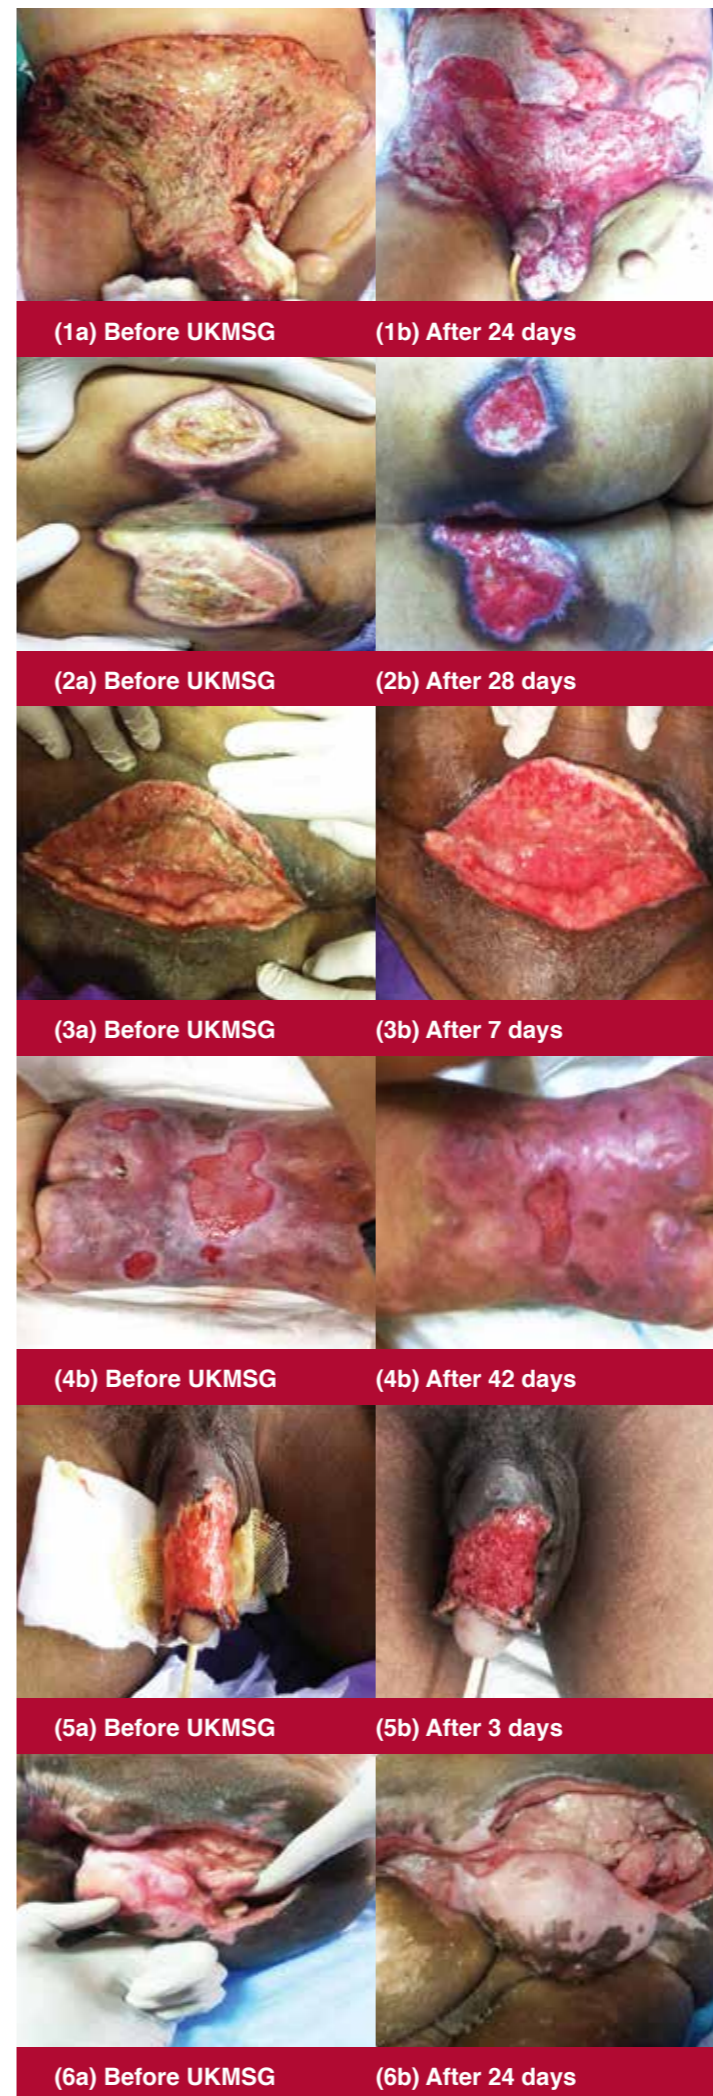 (1a) Before UKMSG (1b) After 24 days
(2a) Before UKMSG (2b) After 28 days
(3a) Before UKMSG (3b) After 7 days
(4b) Before UKMSG (4b) After 42 days
(5a) Before UKMSG (5b) After 3 days
(6a) Before UKMSG (6b) After 24 days